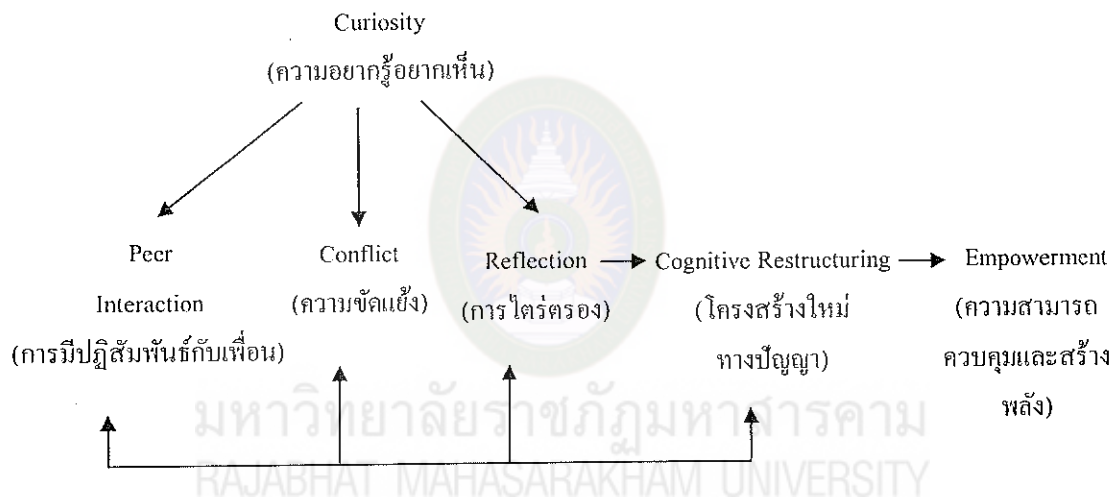 Curiosity
(ความอยากรู้อยากเห็น)
Peer
Interaction
(การมีปฏิสัมพันธ์กับเพื่อน)
Conflict
(ความขัดแย้ง)
Reflection
(การไตร่ตรอง)
Cognitive Restructuring
(โครงสร้างใหม่
ทางปัญญา)
Empowerment
(ความสามารถ
ควบคุมและสร้าง
พลัง)
มหาวิทยาลัยราชภัฏมหาสารคาม
RAJABHAT MAHASARAKHAM UNIVERSITY